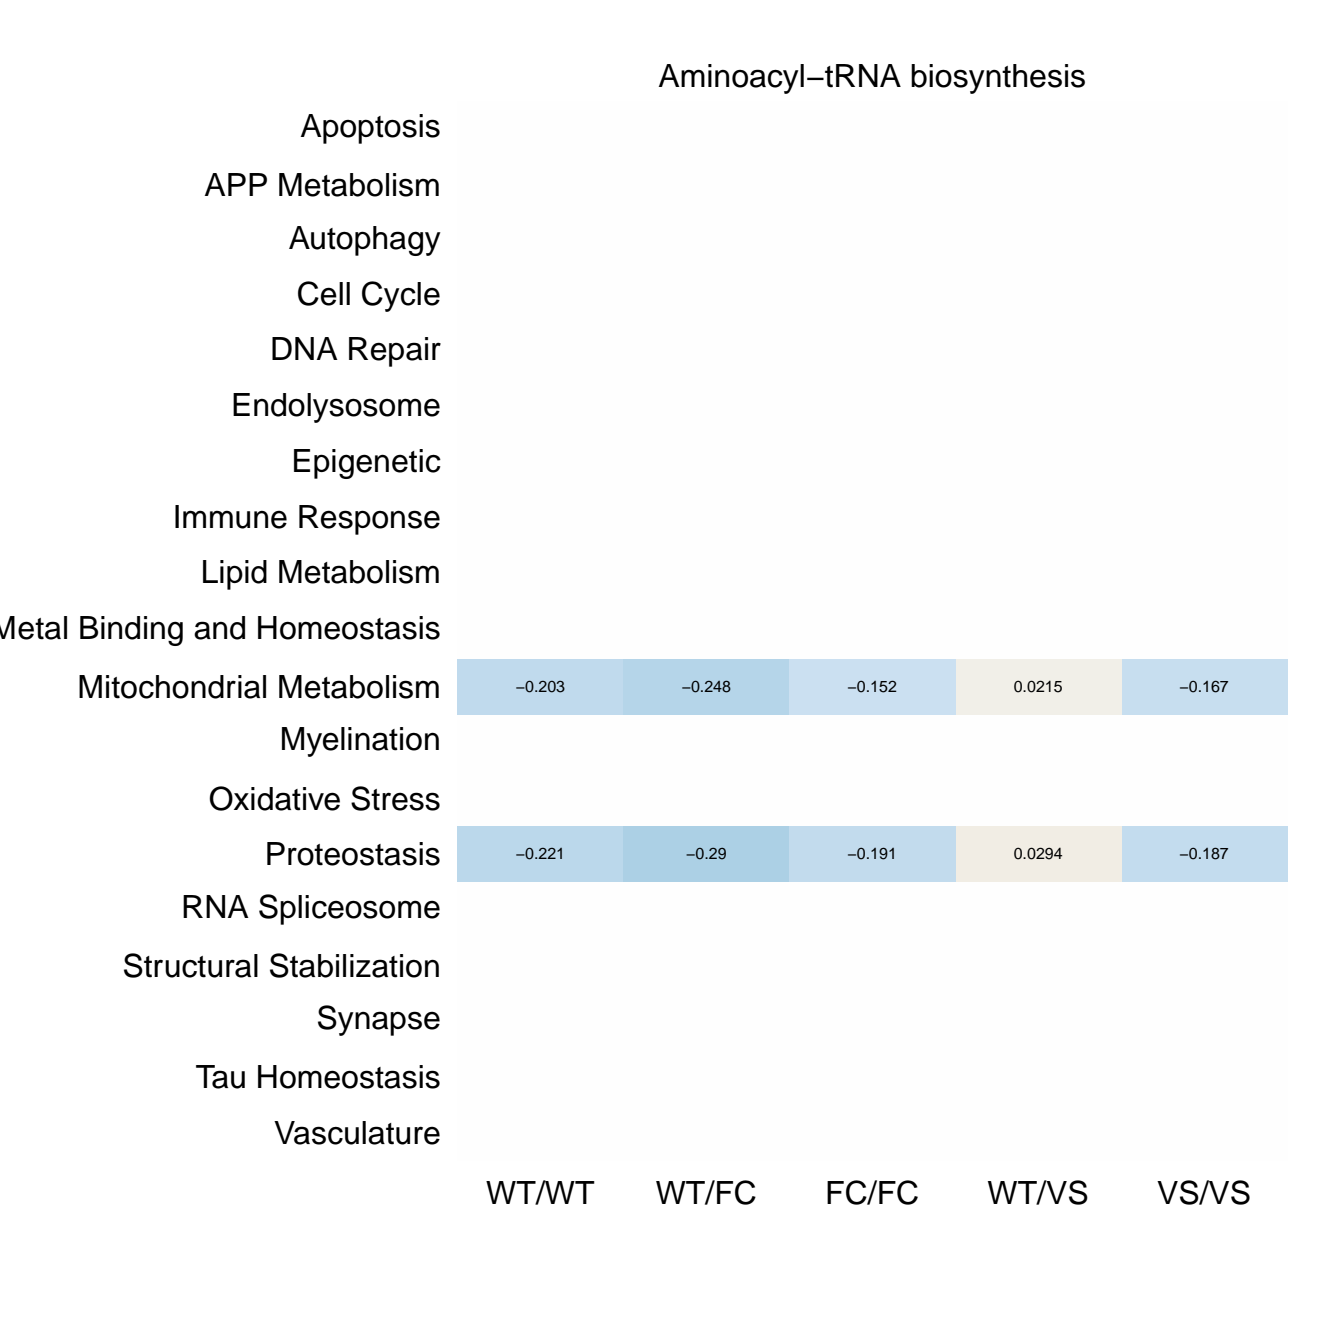 Aminoacyl−tRNA biosynthesis
Apoptosis
APP Metabolism
Autophagy
Cell Cycle
DNA Repair
Endolysosome
Epigenetic
Immune Response
Lipid Metabolism
Metal Binding and Homeostasis
Mitochondrial Metabolism −0.203 −0.248 −0.152 0.0215 −0.167
Myelination
Oxidative Stress
Proteostasis −0.221 −0.29 −0.191 0.0294 −0.187
RNA Spliceosome
Structural Stabilization
Synapse
Tau Homeostasis
Vasculature
WT/WT WT/FC FC/FC WT/VS VS/VS